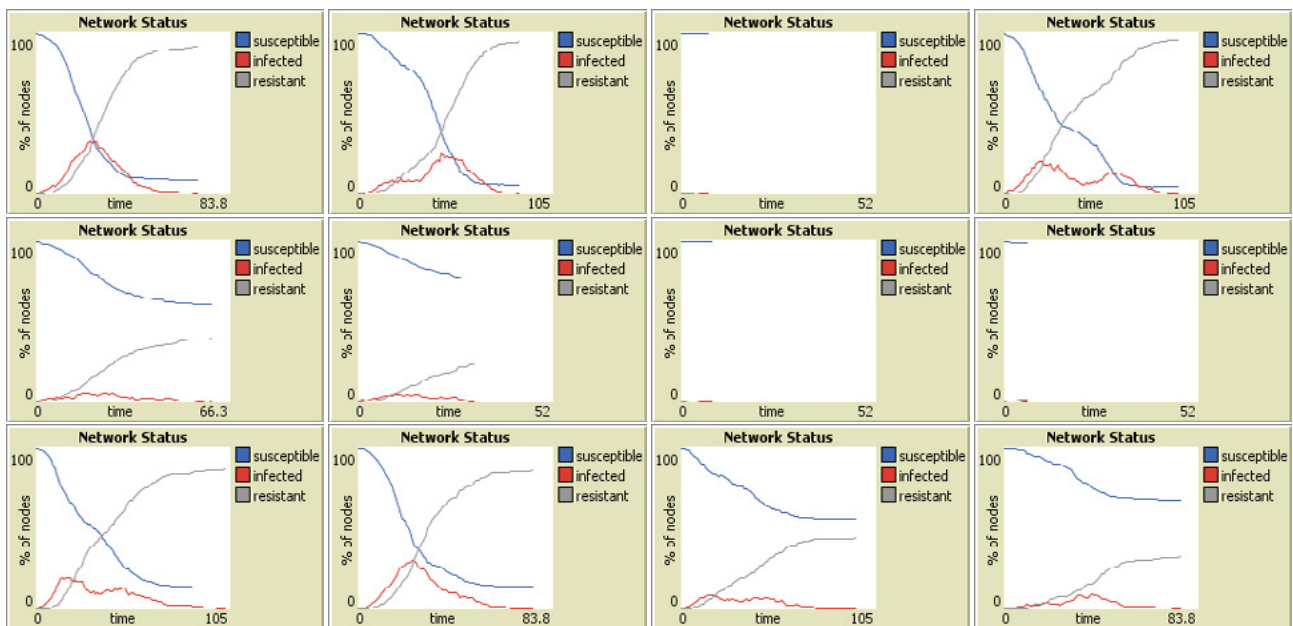 Network Status
100
% of nodes
0
0
time
83.8
susceptible
infected
resistant
Network Status
100
% of nodes
0
0
time
105
susceptible
infected
resistant
Network Status
100
% of nodes
0
0
time
52
susceptible
infected
resistant
Network Status
100
% of nodes
0
0
time
105
susceptible
infected
resistant
Network Status
100
% of nodes
0
0
time
66.3
susceptible
infected
resistant
Network Status
100
% of nodes
0
0
time
52
susceptible
infected
resistant
Network Status
100
% of nodes
0
0
time
52
susceptible
infected
resistant
Network Status
100
% of nodes
0
0
time
52
susceptible
infected
resistant
Network Status
100
% of nodes
0
0
time
105
susceptible
infected
resistant
Network Status
100
% of nodes
0
0
time
83.8
susceptible
infected
resistant
Network Status
100
% of nodes
0
0
time
105
susceptible
infected
resistant
Network Status
100
% of nodes
0
0
time
83.8
susceptible
infected
resistant